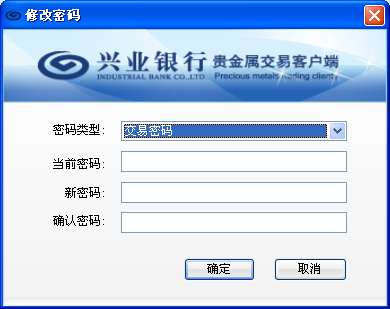 修改密码
兴业银行 贵金属交易客户端
INDUSTRIAL BANK CO.,LTD. Precious metals trading clienty
密码类型: 交易密码
当前密码:
新密码:
确认密码:
确定 取消